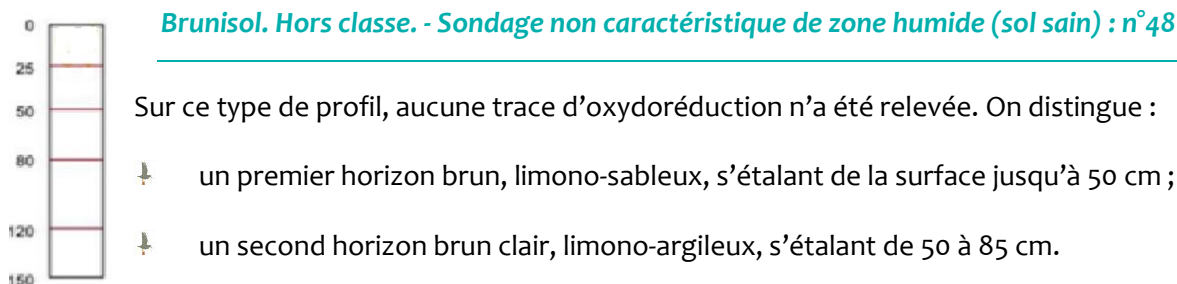 Brunisol. Hors classe. - Sondage non caractéristique de zone humide (sol sain) : n°48
Sur ce type de profil, aucune trace d’oxydoréduction n’a été relevée. On distingue :
un premier horizon brun, limono-sableux, s’étalant de la surface jusqu’à 50 cm ;
un second horizon brun clair, limono-argileux, s’étalant de 50 à 85 cm.
0
25
50
80
120
150